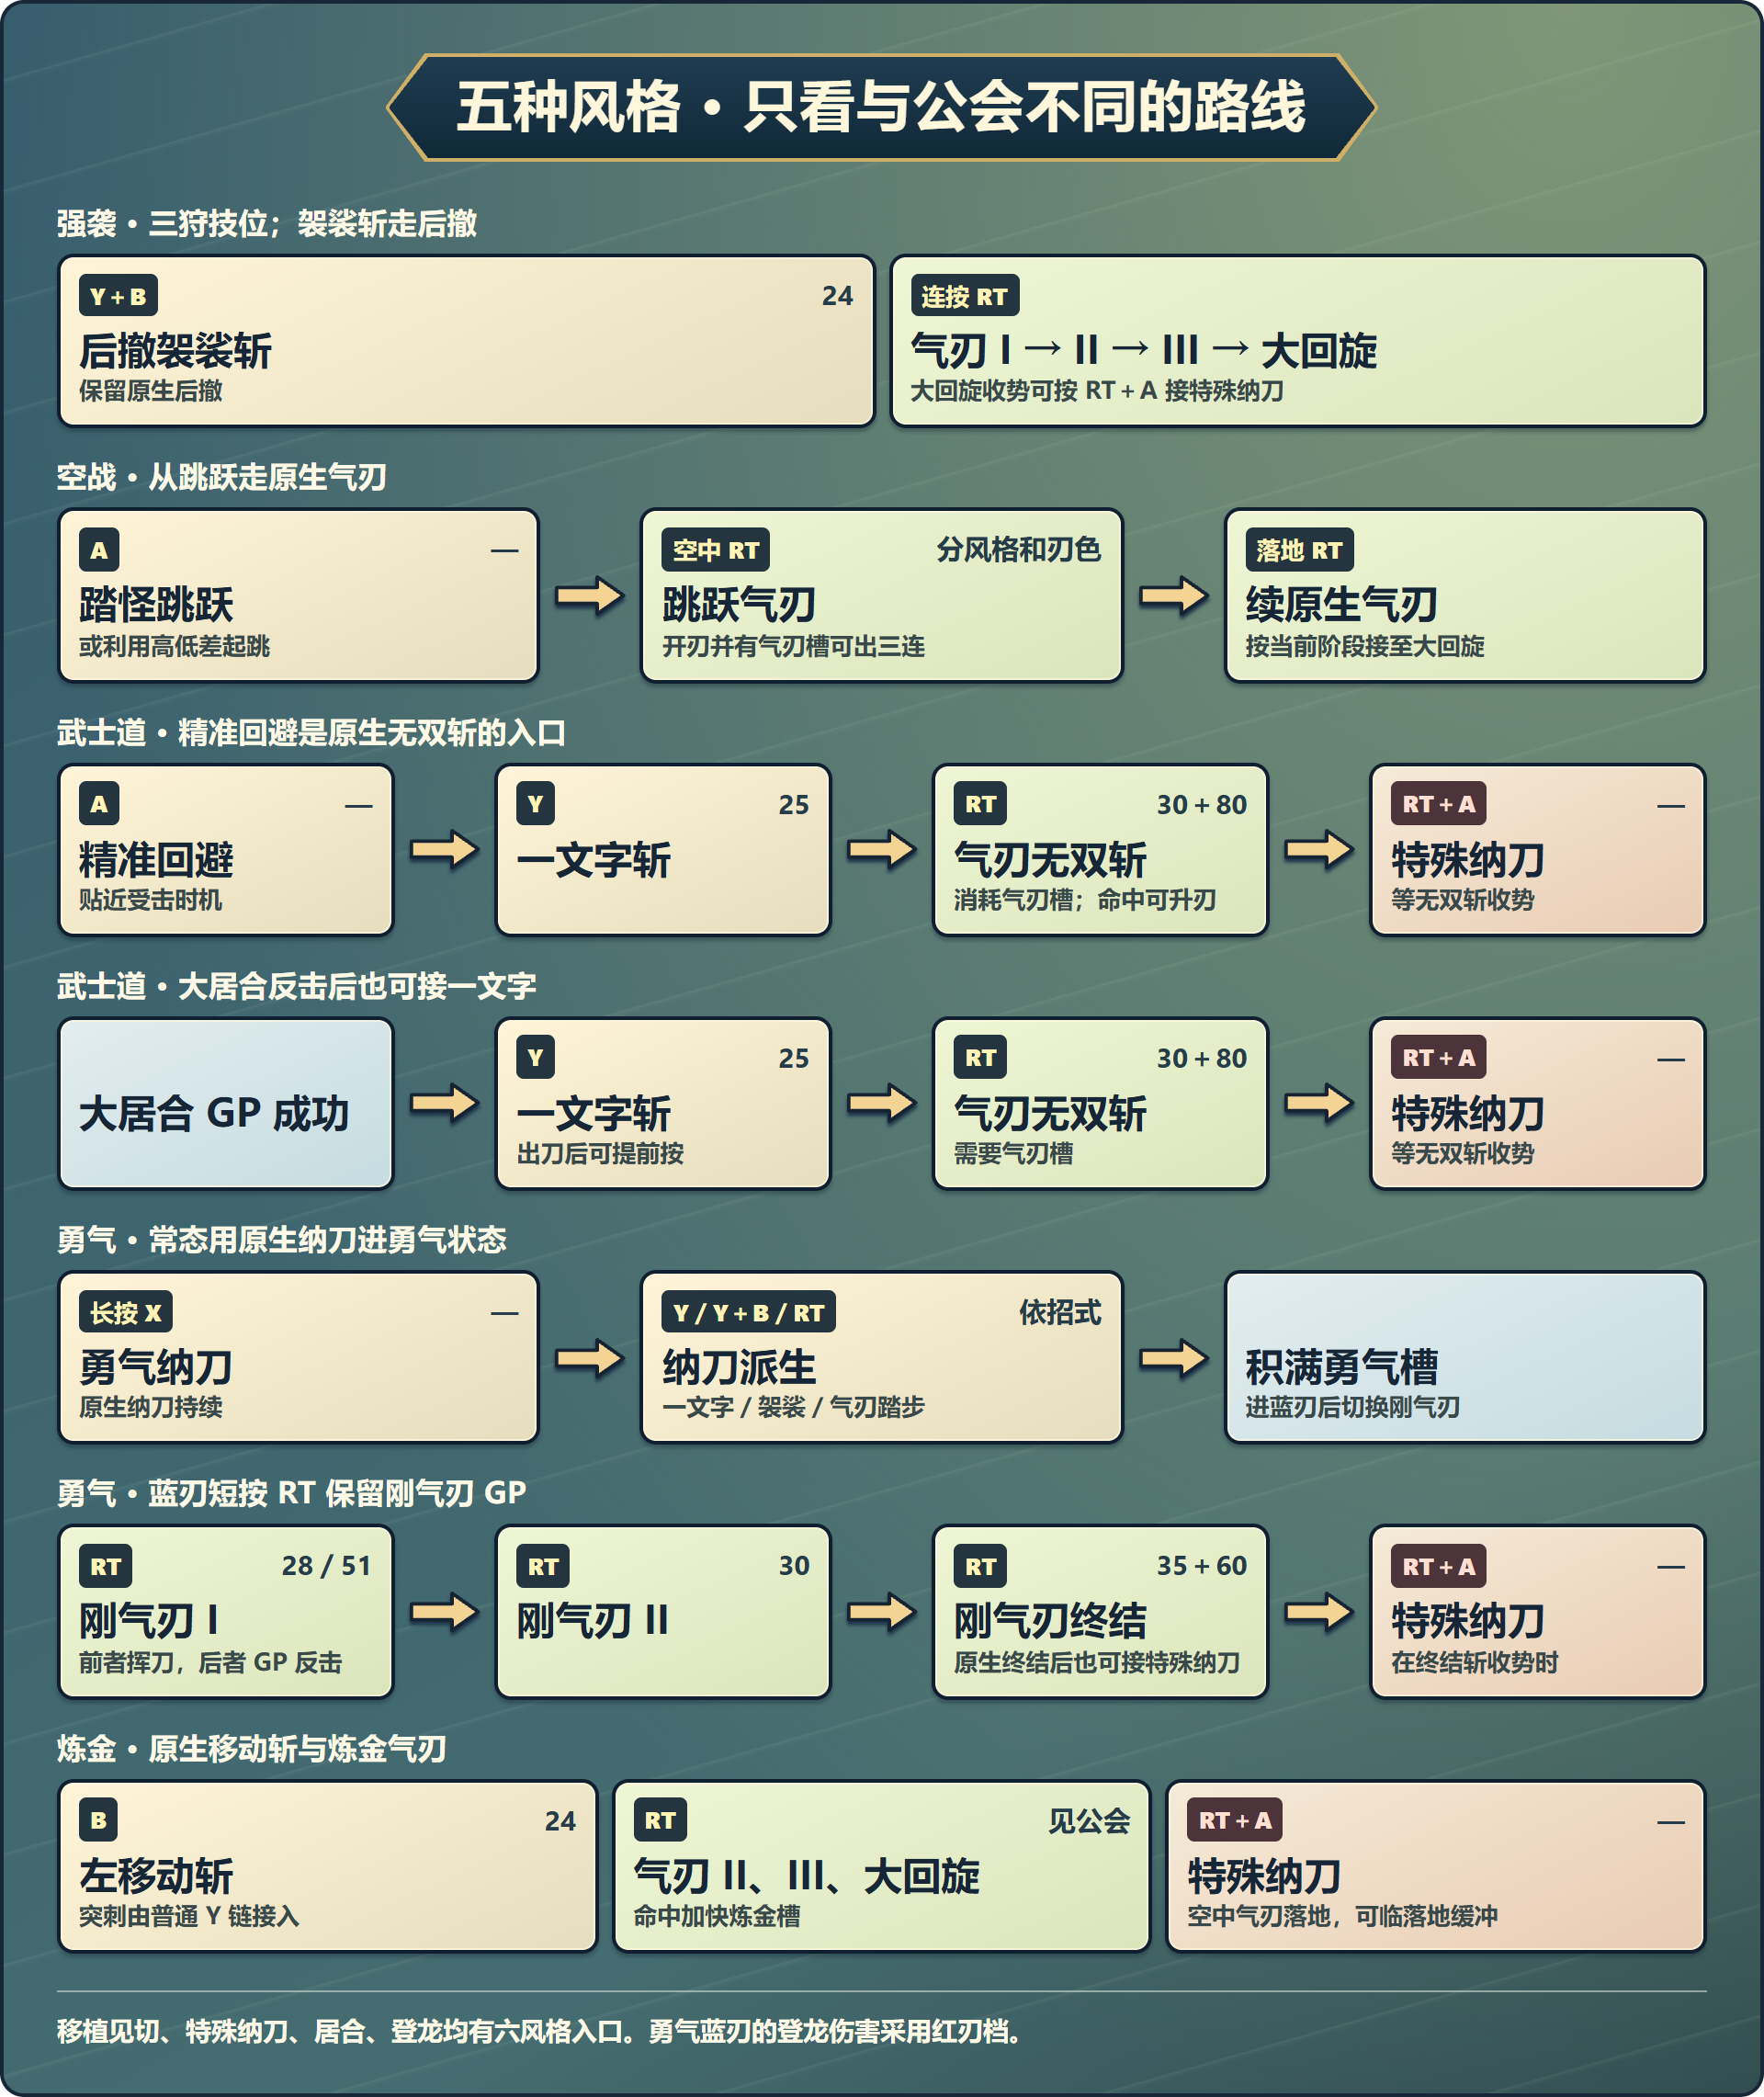 五种风格 · 只看与公会不同的路线
强袭 · 三狩技位；袈裟斩走后撤
Y + B 24
后撤袈裟斩
保留原生后撤
连按 RT
气刃 I → II → III → 大回旋
大回旋收势可按 RT + A 接特殊纳刀
空战 · 从跳跃走原生气刃
A —
踏怪跳跃
或利用高低差起跳
空中 RT 分风格和刃色
跳跃气刃
开刃并有气刃槽可出三连
落地 RT
续原生气刃
按当前阶段接至大回旋
武士道 · 精准回避是原生无双斩的入口
A —
精准回避
贴近受击时机
Y 25
一文字斩
RT 30 + 80
气刃无双斩
消耗气刃槽；命中可升刃
RT + A —
特殊纳刀
等无双斩收势
武士道 · 大居合反击后也可接一文字
大居合 GP 成功
Y 25
一文字斩
出刀后可提前按
RT 30 + 80
气刃无双斩
需要气刃槽
RT + A —
特殊纳刀
等无双斩收势
勇气 · 常态用原生纳刀进勇气状态
长按 X —
勇气纳刀
原生纳刀持续
Y / Y + B / RT 依招式
纳刀派生
一文字 / 袈裟 / 气刃踏步
积满勇气槽
进蓝刃后切换刚气刃
勇气 · 蓝刃短按 RT 保留刚气刃 GP
RT 28 / 51
刚气刃 I
前者挥刀，后者 GP 反击
RT 30
刚气刃 II
RT 35 + 60
刚气刃终结
原生终结后也可接特殊纳刀
RT + A —
特殊纳刀
在终结斩收势时
炼金 · 原生移动斩与炼金气刃
B 24
左移动斩
突刺由普通 Y 链接入
RT 见公会
气刃 II、III、大回旋
命中加快炼金槽
RT + A —
特殊纳刀
空中气刃落地，可临落地缓冲
移植见切、特殊纳刀、居合、登龙均有六风格入口。勇气蓝刃的登龙伤害采用红刃档。